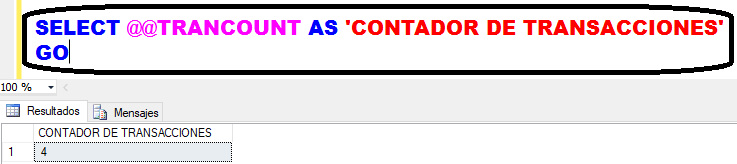 SELECT @@TRANCOUNT AS 'CONTADOR DE TRANSACCIONES'
GO
100 %
Resultados Mensajes
CONTADOR DE TRANSACCIONES
1 4